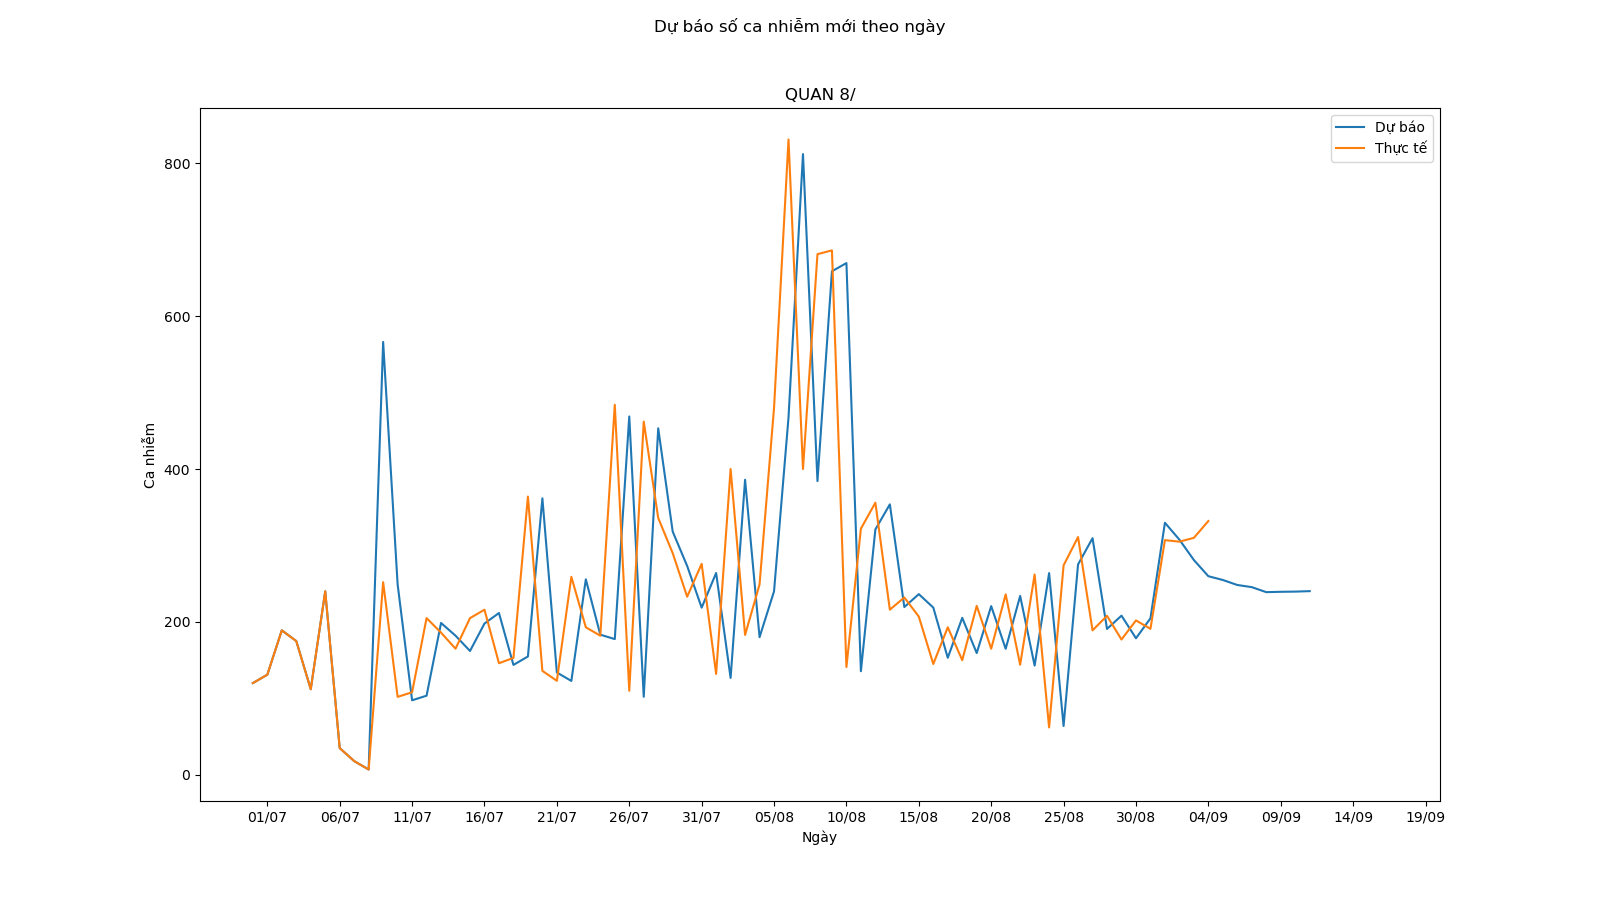 Dự báo số ca nhiễm mới theo ngày
QUAN 8/
Dự báo
Thực tế
800
600
400
200
0
Ca nhiễm
01/07 06/07 11/07 16/07 21/07 26/07 31/07 05/08 10/08 15/08 20/08 25/08 30/08 04/09 09/09 14/09 19/09
Ngày